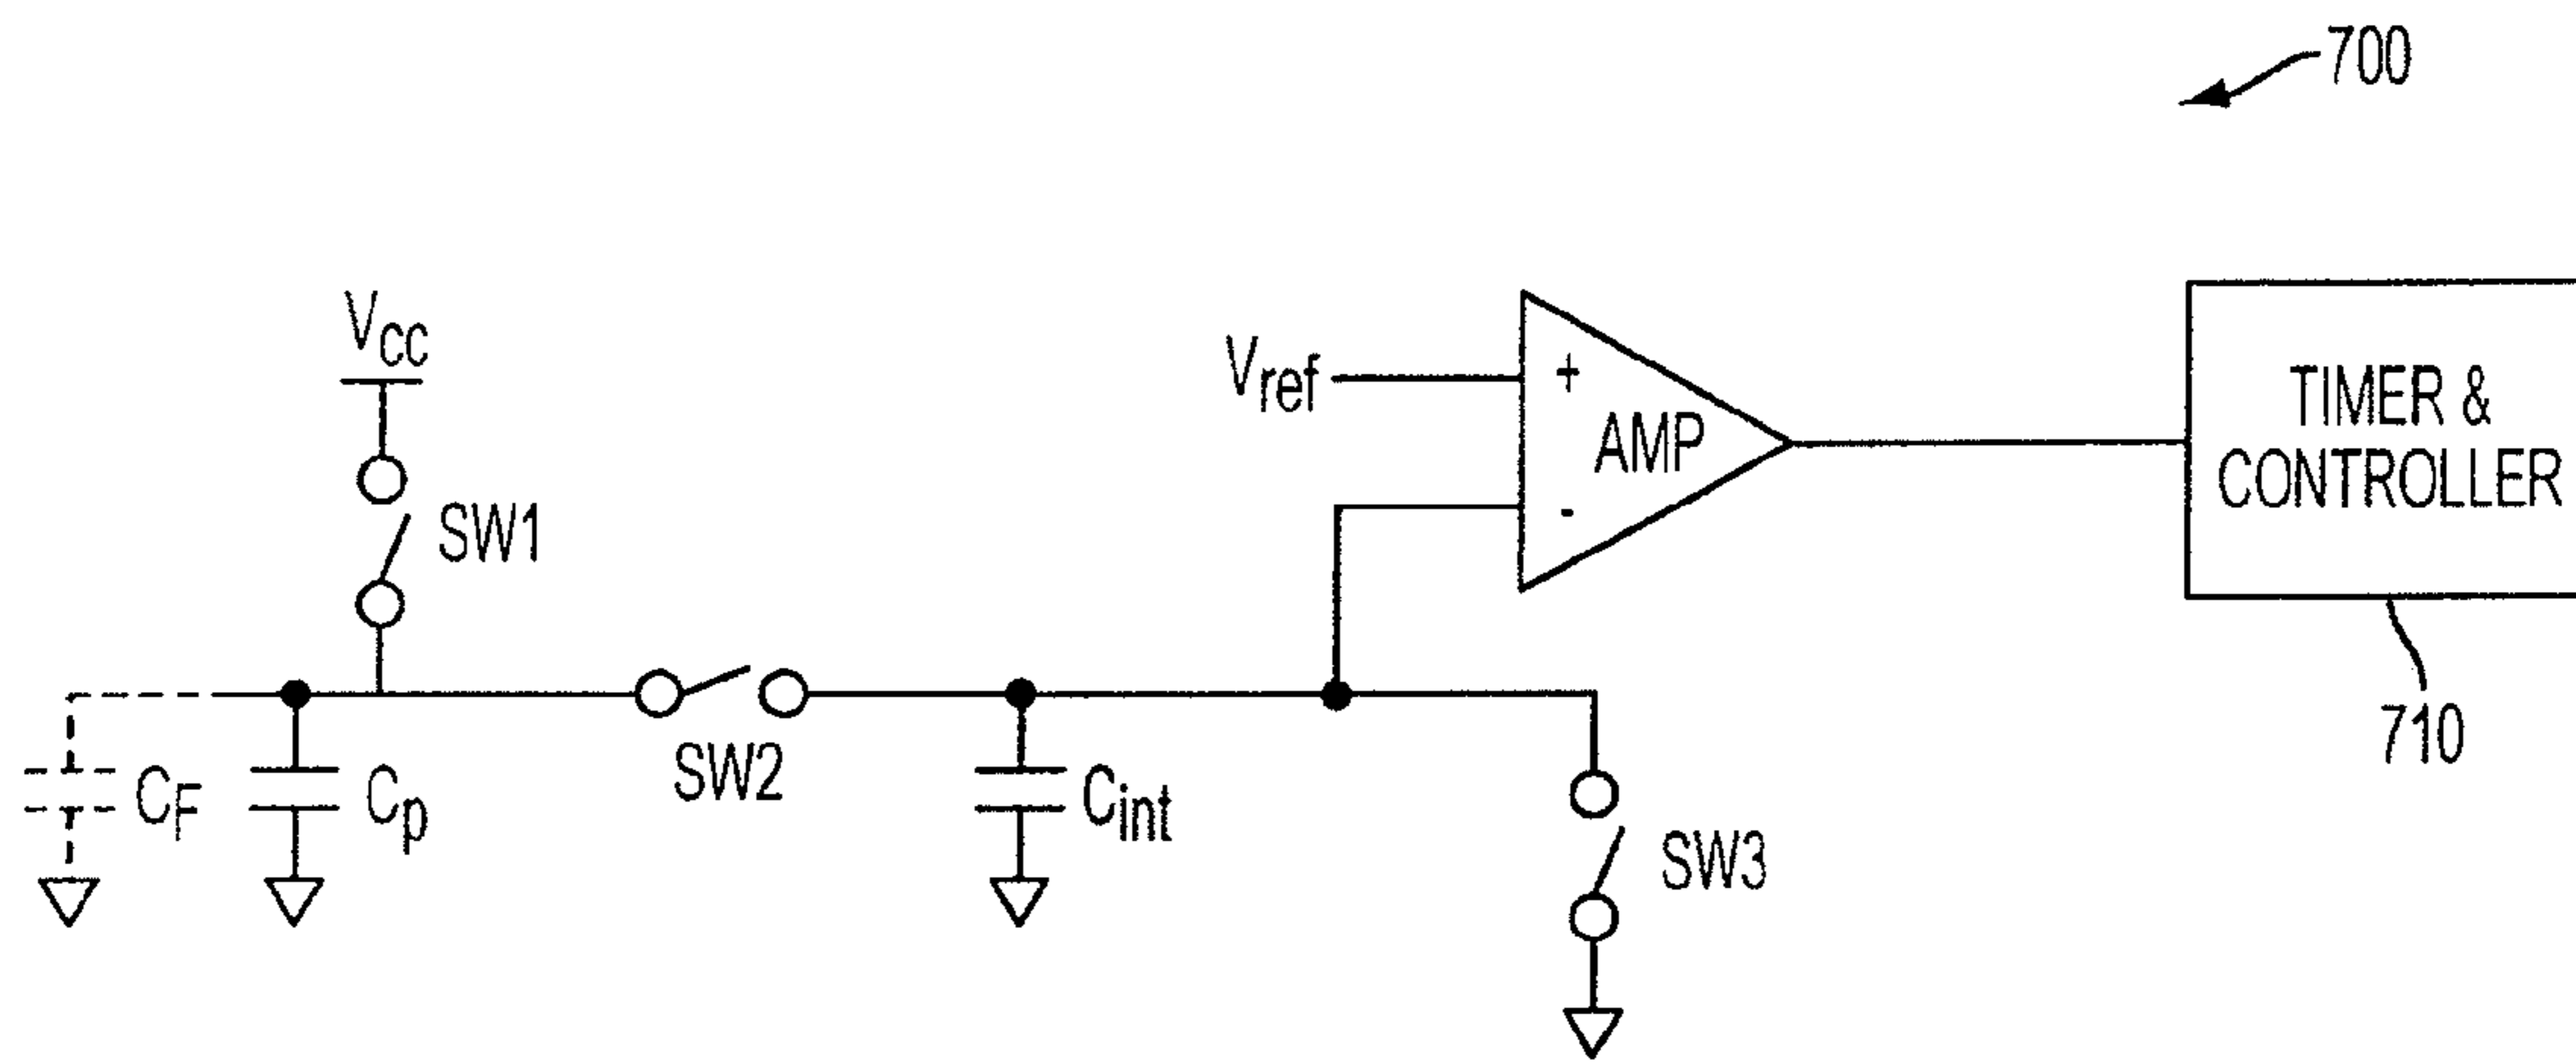 700
Vcc
SW1
Vref
+
AMP
-
TIMER &
CONTROLLER
710
SW2
CF
Cp
Cint
SW3